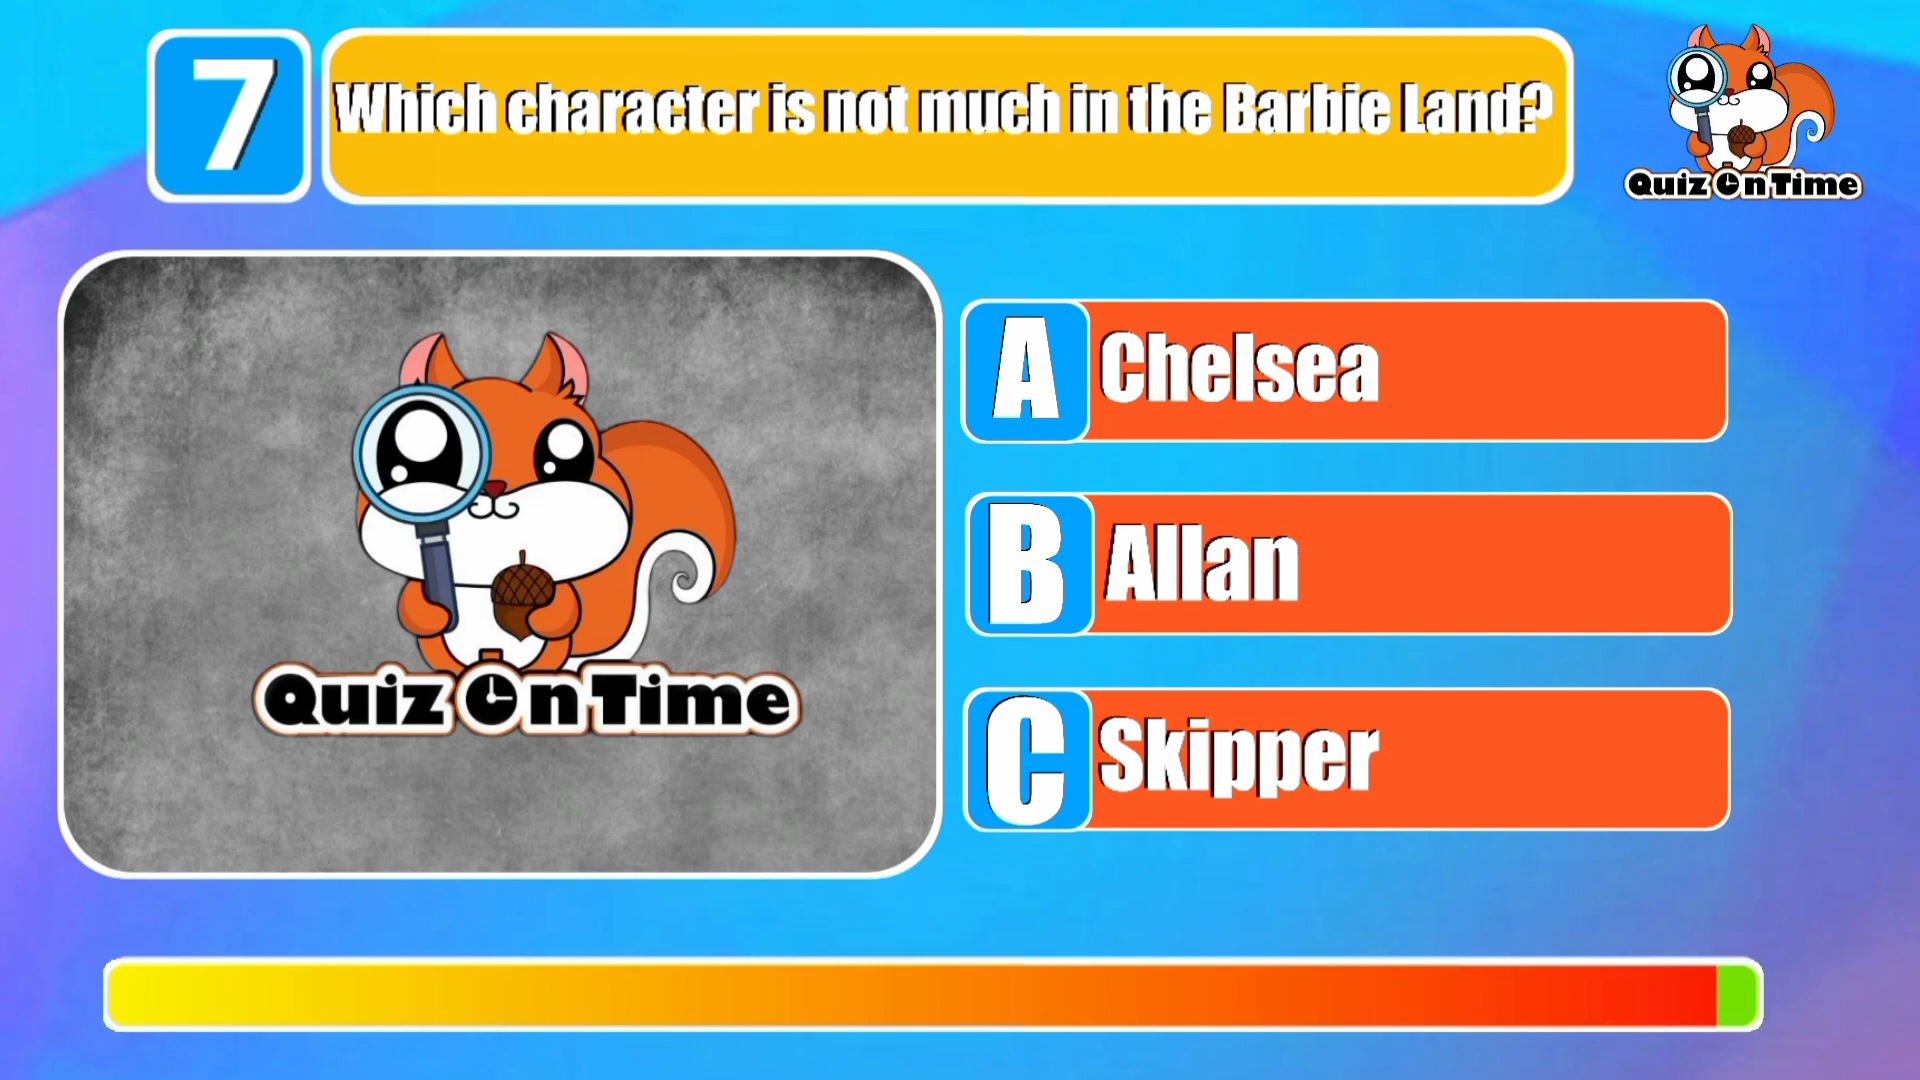 7
Which character is not much in the Barbie Land?
Quiz On Time
A Chelsea
B Allan
C Skipper
Quiz On Time